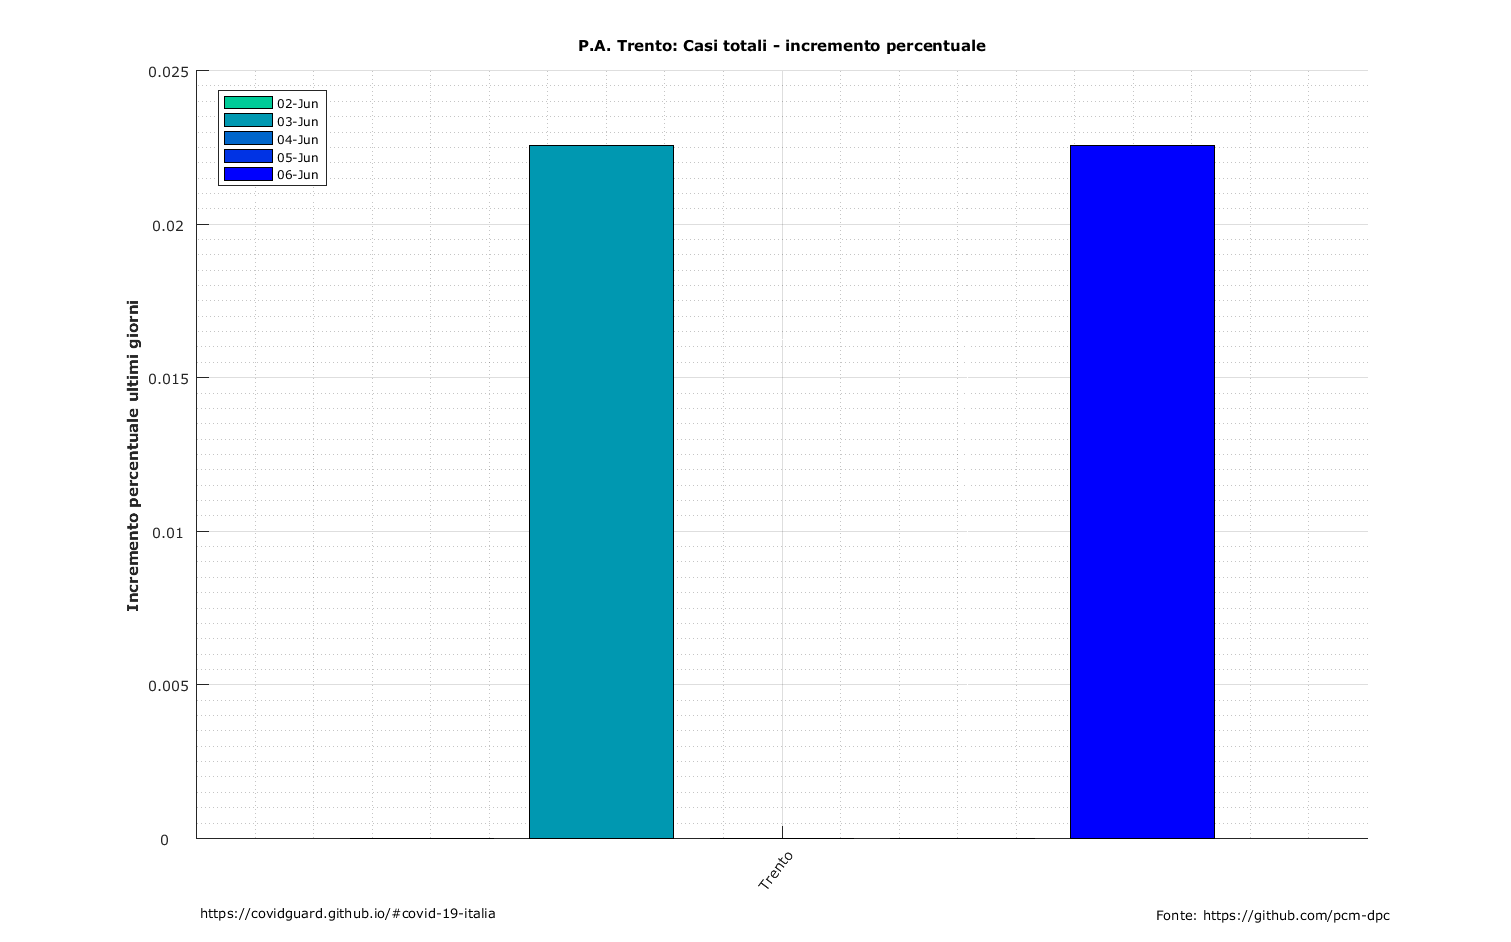 P.A. Trento: Casi totali - incremento percentuale
0.025
02-Jun
03-Jun
04-Jun
05-Jun
06-Jun
0.02
0.015
0.01
0.005
0
Incremento percentuale ultimi giorni
Trento
https://covidguard.github.io/#covid-19-italia
Fonte: https://github.com/pcm-dpc